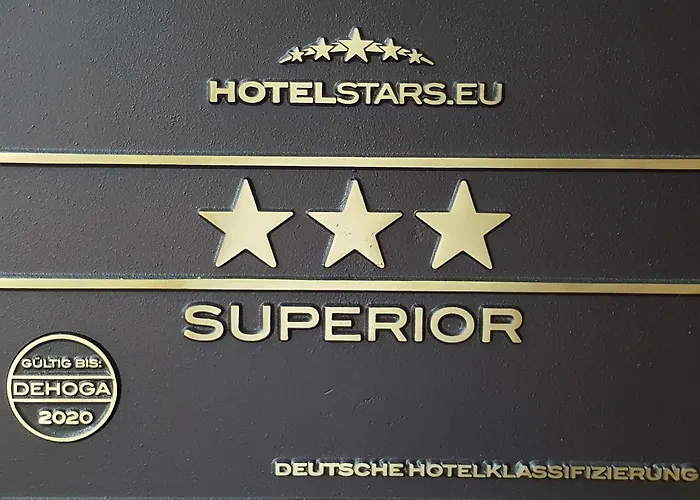 HOTELSTARS.EU
SUPERIOR
GÜLTIG BIS:
DEHOGA
2020
DEUTSCHE HOTELKLASSIFIZIERUNG